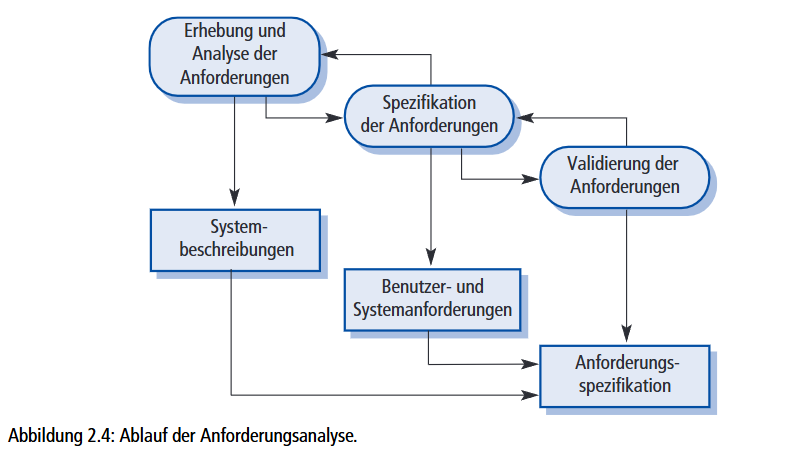 Erhebung und
Analyse der
Anforderungen
Spezifikation
der Anforderungen
Validierung der
Anforderungen
System-
beschreibungen
Benutzer- und
Systemanforderungen
Anforderungs-
spezifikation
Abbildung 2.4: Ablauf der Anforderungsanalyse.